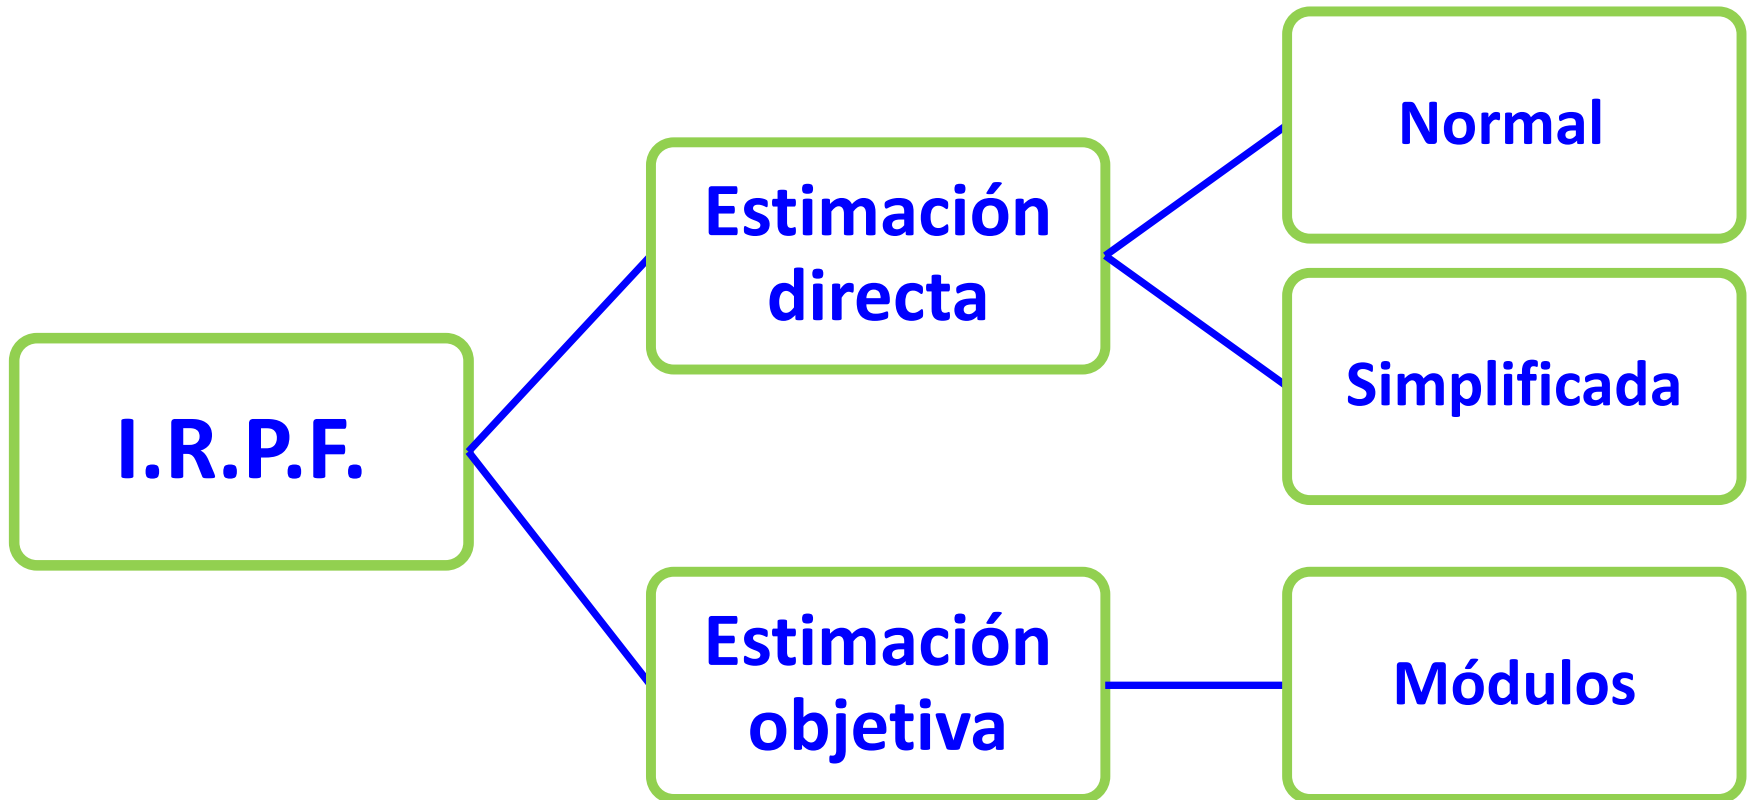 I.R.P.F.
Estimación
directa
Normal
Simplificada
Estimación
objetiva
Módulos